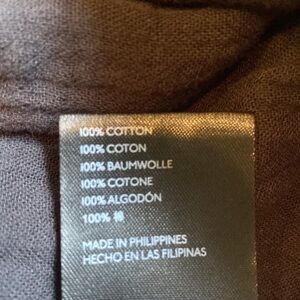 100% COTTON
100% COTON
100% BAUMWOLLE
100% COTONE
100% ALGODÓN
100% 棉
MADE IN PHILIPPINES
HECHO EN LAS FILIPINAS